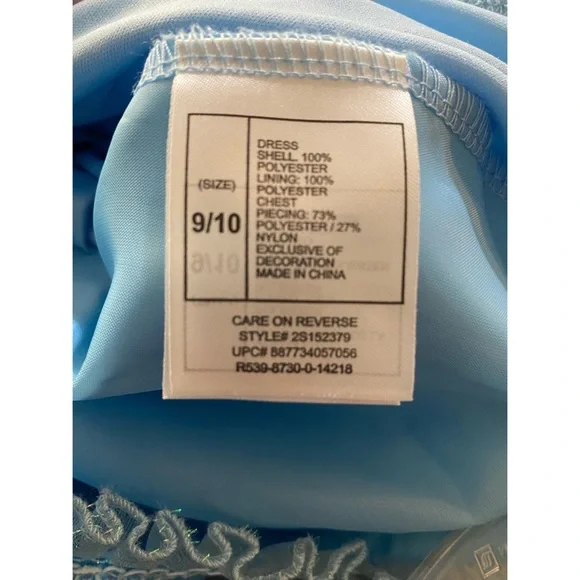 (SIZE)
9/10
DRESS
SHELL. 100%
POLYESTER
LINING: 100%
POLYESTER
CHEST
PIECING: 73%
POLYESTER / 27%
NYLON
EXCLUSIVE OF
DECORATION
MADE IN CHINA
CARE ON REVERSE
STYLE# 2S152379
UPC# 887734057056
R539-8730-0-14218